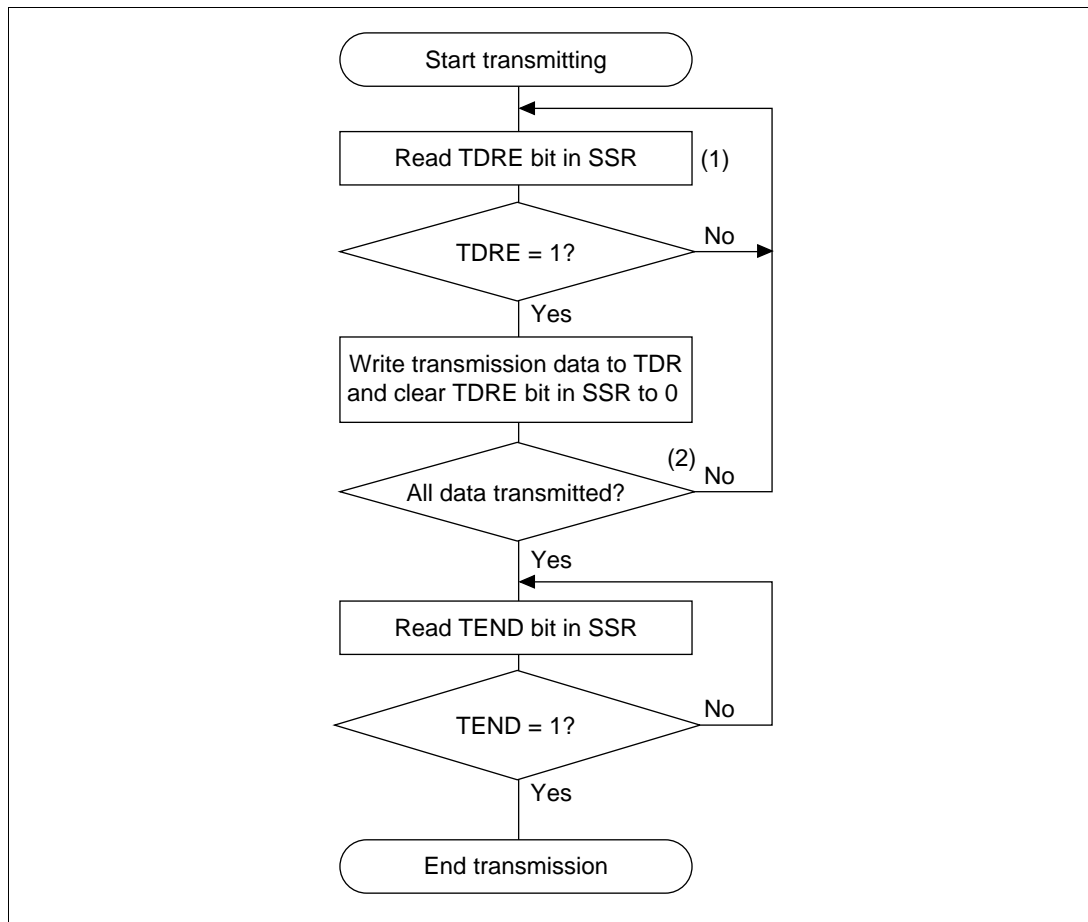 Start transmitting
Read TDRE bit in SSR
(1)
TDRE = 1?
No
Yes
Write transmission data to TDR
and clear TDRE bit in SSR to 0
(2)
All data transmitted?
No
Yes
Read TEND bit in SSR
TEND = 1?
No
Yes
End transmission